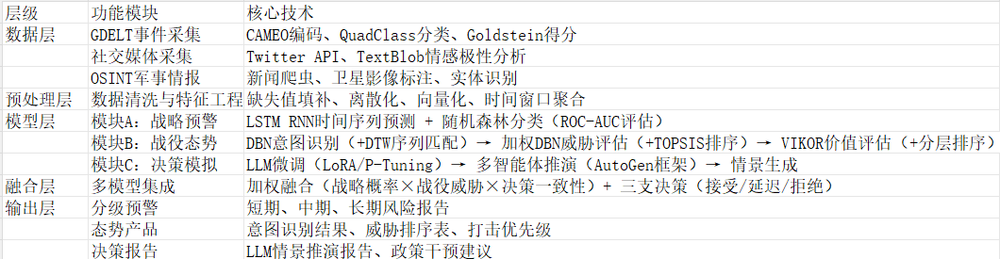 层级 功能模块 核心技术
数据层 GDELT事件采集 CAMEO编码、QuadClass分类、Goldstein得分
社交媒体采集 Twitter API、TextBlob情感极性分析
OSINT军事情报 新闻爬虫、卫星影像标注、实体识别
预处理层 数据清洗与特征工程 缺失值填补、离散化、向量化、时间窗口聚合
模型层 模块A：战略预警 LSTM RNN时间序列预测 + 随机森林分类（ROC-AUC评估）
模块B：战役态势 DBN意图识别（+DTW序列匹配）→ 加权DBN威胁评估（+TOPSIS排序）→ VIKOR价值评估（+分层排序）
模块C：决策模拟 LLM微调（LoRA/P-Tuning）→ 多智能体推演（AutoGen框架）→ 情景生成
融合层 多模型集成 加权融合（战略概率×战役威胁×决策一致性）+ 三支决策（接受/延迟/拒绝）
输出层 分级预警 短期、中期、长期风险报告
态势产品 意图识别结果、威胁排序表、打击优先级
决策报告 LLM情景推演报告、政策干预建议